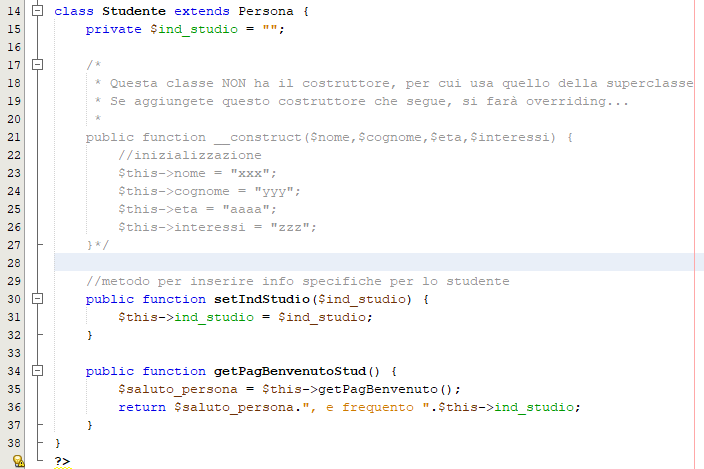 14 class Studente extends Persona {
15 private $ind_studio = "";
16
17 /*
18 * Questa classe NON ha il costruttore, per cui usa quello della superclasse
19 * Se aggiungete questo costruttore che segue, si farà overriding...
20 *
21 public function __construct($nome,$cognome,$eta,$interessi) {
22 //inizializzazione
23 $this->nome = "xxx";
24 $this->cognome = "yyy";
25 $this->eta = "aaaa";
26 $this->interessi = "zzz";
27 }*/
28
29 //metodo per inserire info specifiche per lo studente
30 public function setIndStudio($ind_studio) {
31 $this->ind_studio = $ind_studio;
32 }
33
34 public function getPagBenvenutoStud() {
35 $saluto_persona = $this->getPagBenvenuto();
36 return $saluto_persona.", e frequento ".$this->ind_studio;
37 }
38 }
?>